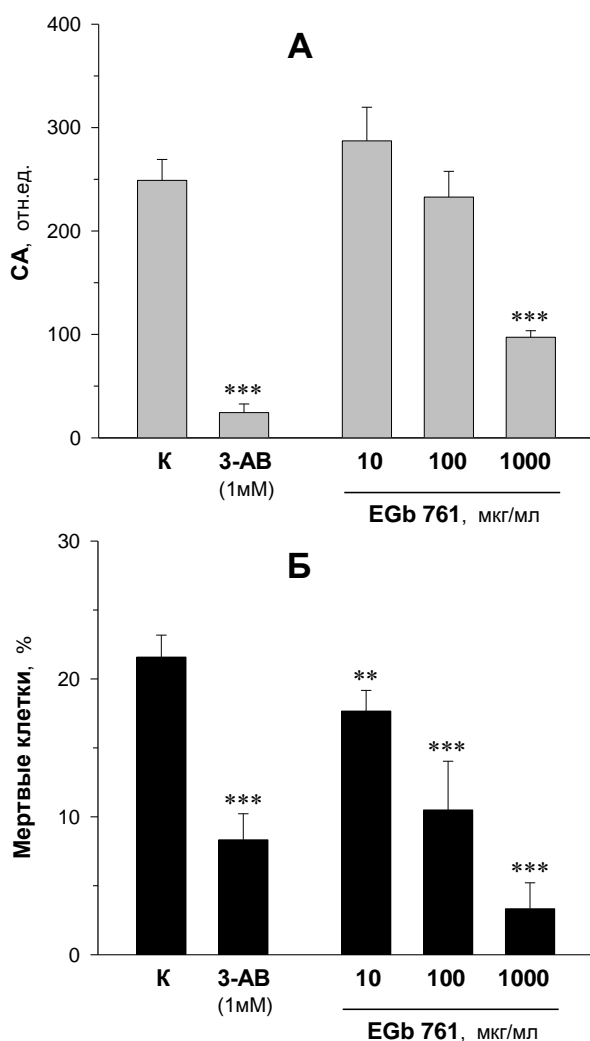 А
400
300
200
100
0
СА, отн.ед.
***
***
К 3-АВ 10 100 1000
(1мМ)
EGb 761, мкг/мл
Б
30
20
10
0
Мертвые клетки, %
**
***
***
***
К 3-АВ 10 100 1000
(1мМ)
EGb 761, мкг/мл